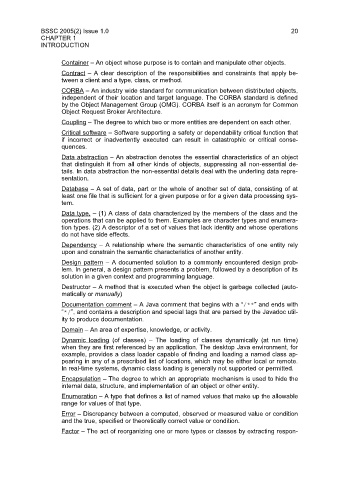 BSSC 2005(2) Issue 1.0 20
CHAPTER 1
INTRODUCTION
Container – An object whose purpose is to contain and manipulate other objects.
Contract – A clear description of the responsibilities and constraints that apply be-
tween a client and a type, class, or method.
CORBA – An industry wide standard for communication between distributed objects,
independent of their location and target language. The CORBA standard is defined
by the Object Management Group (OMG). CORBA itself is an acronym for Common
Object Request Broker Architecture.
Coupling – The degree to which two or more entities are dependent on each other.
Critical software – Software supporting a safety or dependability critical function that
if incorrect or inadvertently executed can result in catastrophic or critical conse-
quences.
Data abstraction – An abstraction denotes the essential characteristics of an object
that distinguish it from all other kinds of objects, suppressing all non-essential de-
tails. In data abstraction the non-essential details deal with the underlying data repre-
sentation.
Database – A set of data, part or the whole of another set of data, consisting of at
least one file that is sufficient for a given purpose or for a given data processing sys-
tem.
Data type, – (1) A class of data characterized by the members of the class and the
operations that can be applied to them. Examples are character types and enumera-
tion types. (2) A descriptor of a set of values that lack identity and whose operations
do not have side effects.
Dependency – A relationship where the semantic characteristics of one entity rely
upon and constrain the semantic characteristics of another entity.
Design pattern – A documented solution to a commonly encountered design prob-
lem. In general, a design pattern presents a problem, followed by a description of its
solution in a given context and programming language.
Destructor – A method that is executed when the object is garbage collected (auto-
matically or manually)
Documentation comment – A Java comment that begins with a "/**" and ends with
"*/", and contains a description and special tags that are parsed by the Javadoc util-
ity to produce documentation.
Domain – An area of expertise, knowledge, or activity.
Dynamic loading (of classes) – The loading of classes dynamically (at run time)
when they are first referenced by an application. The desktop Java environment, for
example, provides a class loader capable of finding and loading a named class ap-
pearing in any of a prescribed list of locations, which may be either local or remote.
In real-time systems, dynamic class loading is generally not supported or permitted.
Encapsulation – The degree to which an appropriate mechanism is used to hide the
internal data, structure, and implementation of an object or other entity.
Enumeration – A type that defines a list of named values that make up the allowable
range for values of that type.
Error – Discrepancy between a computed, observed or measured value or condition
and the true, specified or theoretically correct value or condition.
Factor – The act of reorganizing one or more types or classes by extracting respon-